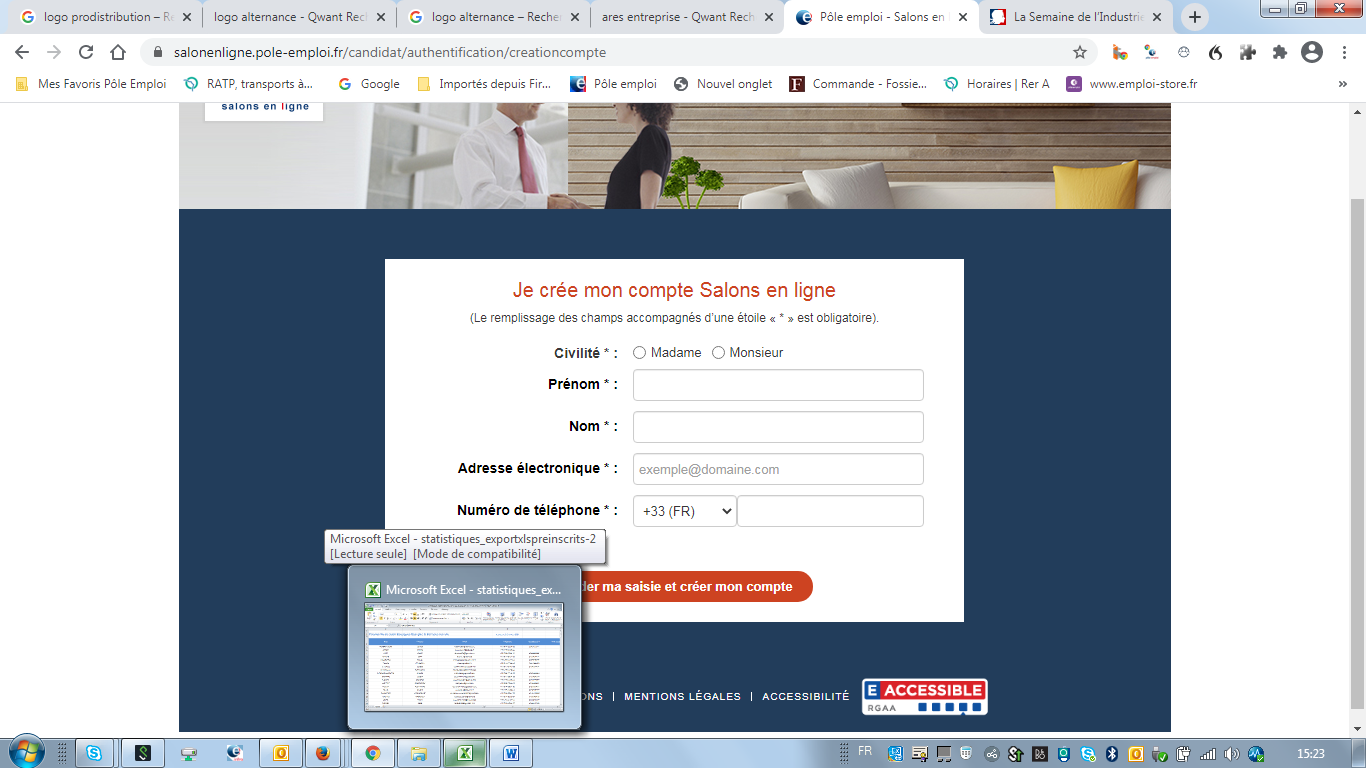 logo prodistribution – Re
logo alternance - Qwant Rech
logo alternance – Recher
ares entreprise - Qwant Rech
Pôle emploi - Salons en l
La Semaine de l'Industrie
salonenligne.pole-emploi.fr/candidat/authentification/creationcompte
Mes Favoris Pôle Emploi
RATP, transports à...
Google
Importés depuis Fir...
Pôle emploi
Nouvel onglet
Commande - Fossie...
Horaires | Rer A
www.emploi-store.fr
»
salons en ligne
Je crée mon compte Salons en ligne
(Le remplissage des champs accompagnés d'une étoile « * » est obligatoire).
Civilité * : Madame Monsieur
Prénom * :
Nom * :
Adresse électronique * : exemple@domaine.com
Numéro de téléphone * : +33 (FR)
Microsoft Excel - statistiques_exportxlspreinscrits-2
[Lecture seule] [Mode de compatibilité]
der ma saisie et créer mon compte
Microsoft Excel - statistiques_ex...
ONS | MENTIONS LÉGALES | ACCESSIBILITÉ
E ACCESSIBLE
RGAA
FR
15:23